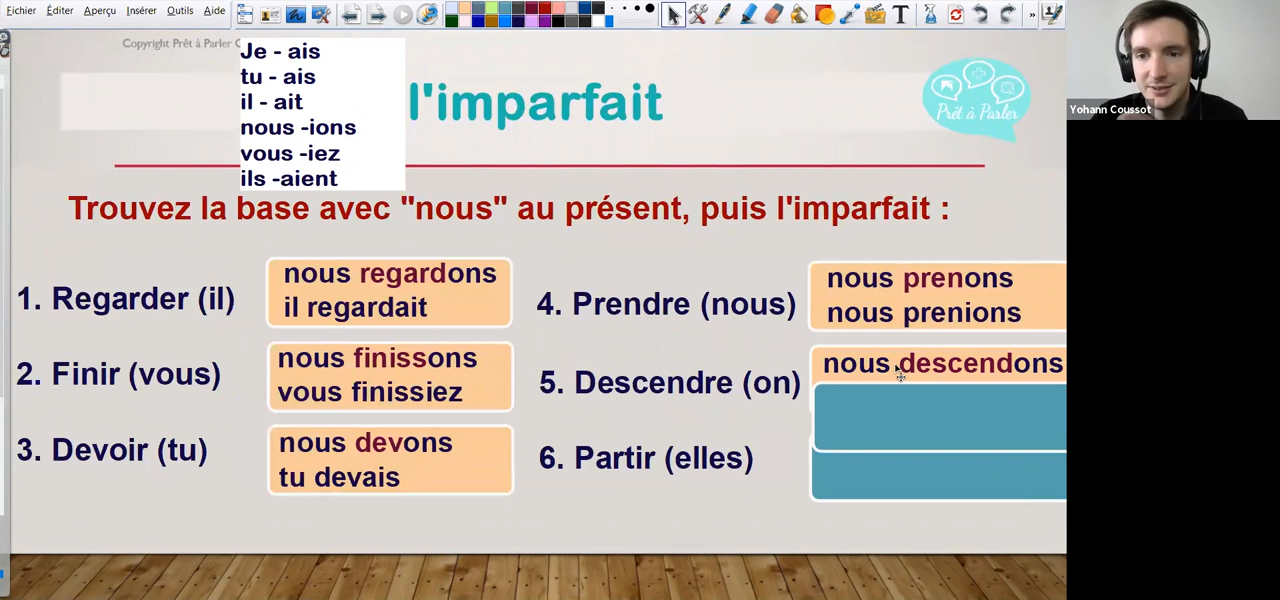 Fichier Éditer Aperçu Insérer Outils Aide
»
Copyright Prêt à Parler
Je - ais
tu - ais
il - ait
nous -ions
vous -iez
ils -aient
l'imparfait
Prêt à Parler
Yohann Coussot
Trouvez la base avec "nous" au présent, puis l'imparfait :
1. Regarder (il)
nous regardons
il regardait
2. Finir (vous)
nous finissons
vous finissiez
3. Devoir (tu)
nous devons
tu devais
4. Prendre (nous)
nous prenons
nous prenions
5. Descendre (on)
nous descendons
6. Partir (elles)